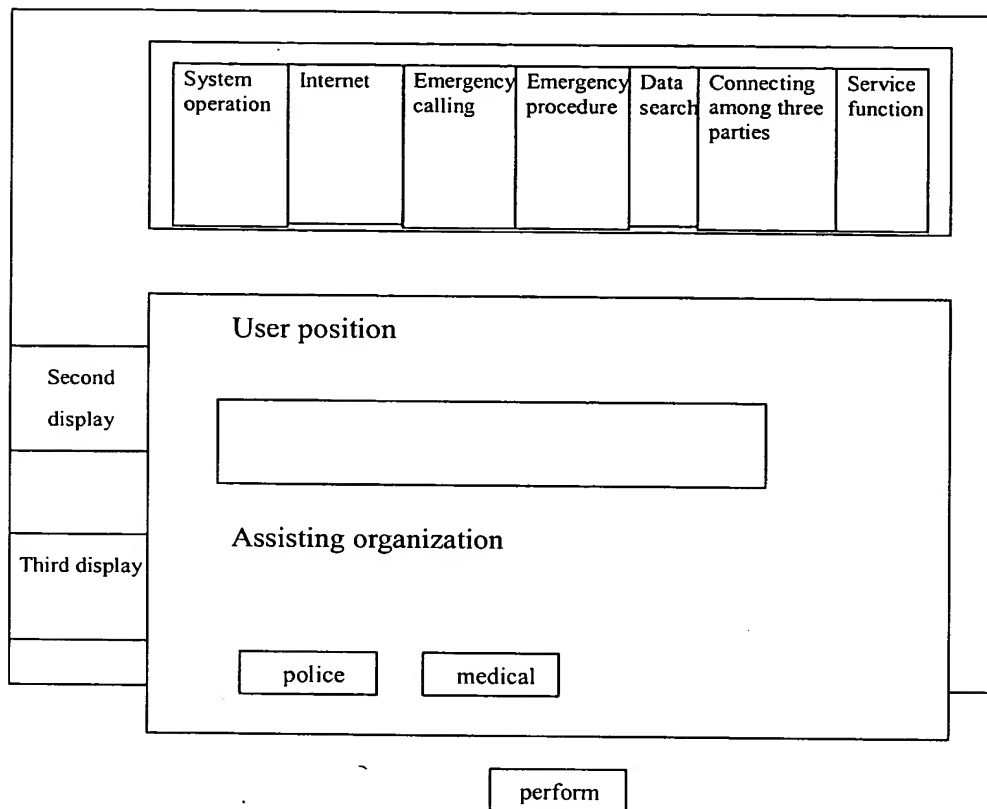 System
operation
Internet
Emergency
calling
Emergency
procedure
Data
search
Connecting
among three
parties
Service
function
User position
Second
display
Assisting organization
Third display
police
medical
perform